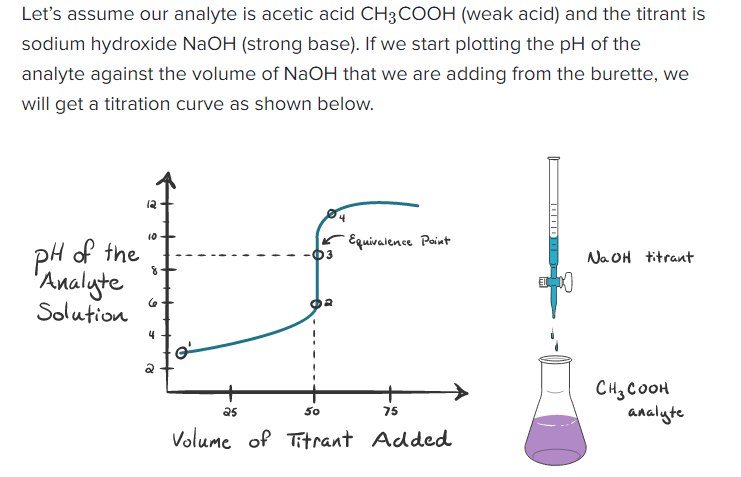 Let's assume our analyte is acetic acid CH3COOH (weak acid) and the titrant is
sodium hydroxide NaOH (strong base). If we start plotting the pH of the
analyte against the volume of NaOH that we are adding from the burette, we
will get a titration curve as shown below.
12
10
8
6
4
2
pH of the
Analyte
Solution
1
2
3
4
Equivalence Point
25
50
75
Volume of Titrant Added
NaOH titrant
CH3COOH
analyte